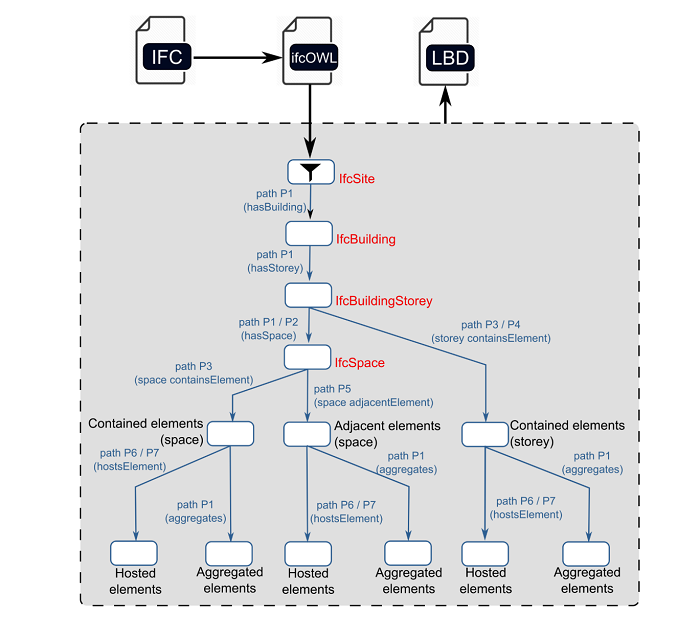 IFC
ifcOWL
LBD
IfcSite
path P1
(hasBuilding)
IfcBuilding
path P1
(hasStorey)
IfcBuildingStorey
path P1 / P2
(hasSpace)
path P3 / P4
(storey containsElement)
IfcSpace
path P3
(space containsElement)
path P5
(space adjacentElement)
Contained elements
(space)
Adjacent elements
(space)
Contained elements
(storey)
path P6 / P7
(hostsElement)
path P1
(aggregates)
path P1
(aggregates)
path P1
(aggregates)
path P6 / P7
(hostsElement)
path P6 / P7
(hostsElement)
Hosted
elements
Aggregated
elements
Hosted
elements
Aggregated
elements
Hosted
elements
Aggregated
elements